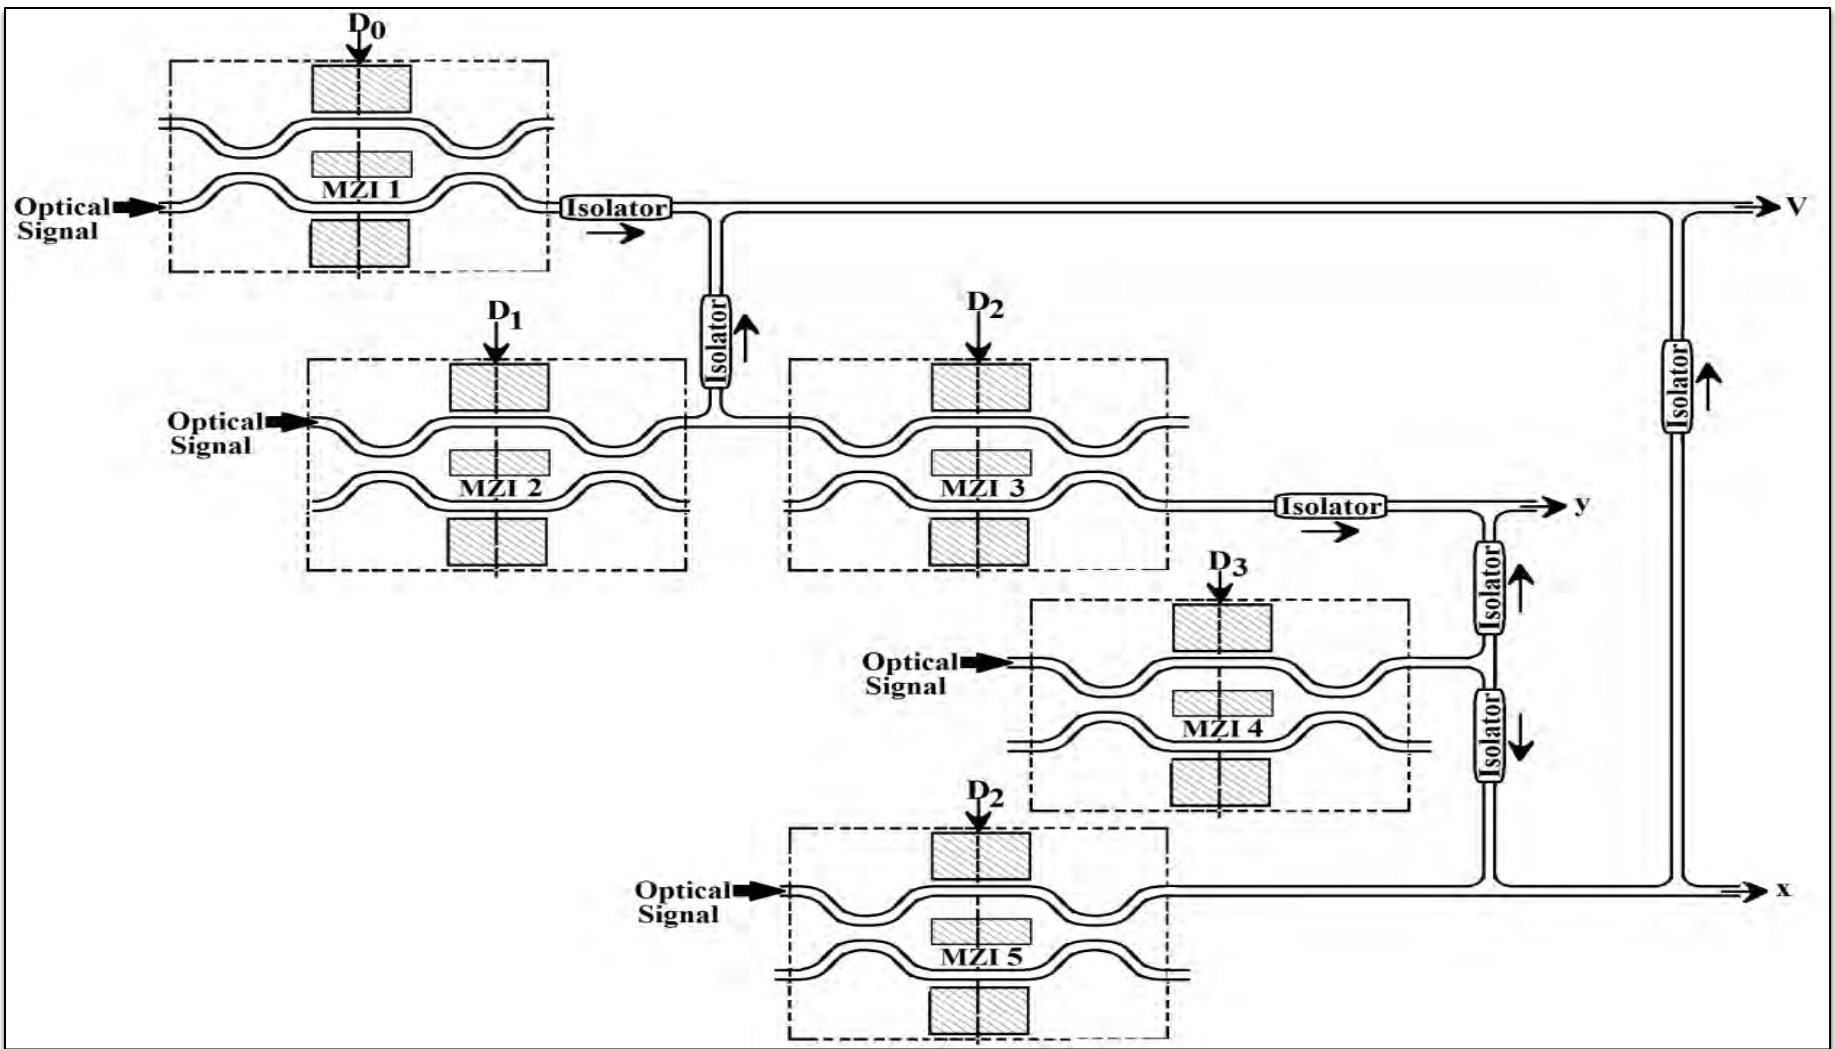 D0
MZI 1
Optical
Signal
Isolator
V
D1
Isolator
D2
Isolator
Optical
Signal
MZI 2
MZI 3
Isolator
y
D3
Isolator
Optical
Signal
MZI 4
Isolator
D2
Optical
Signal
x
MZI 5